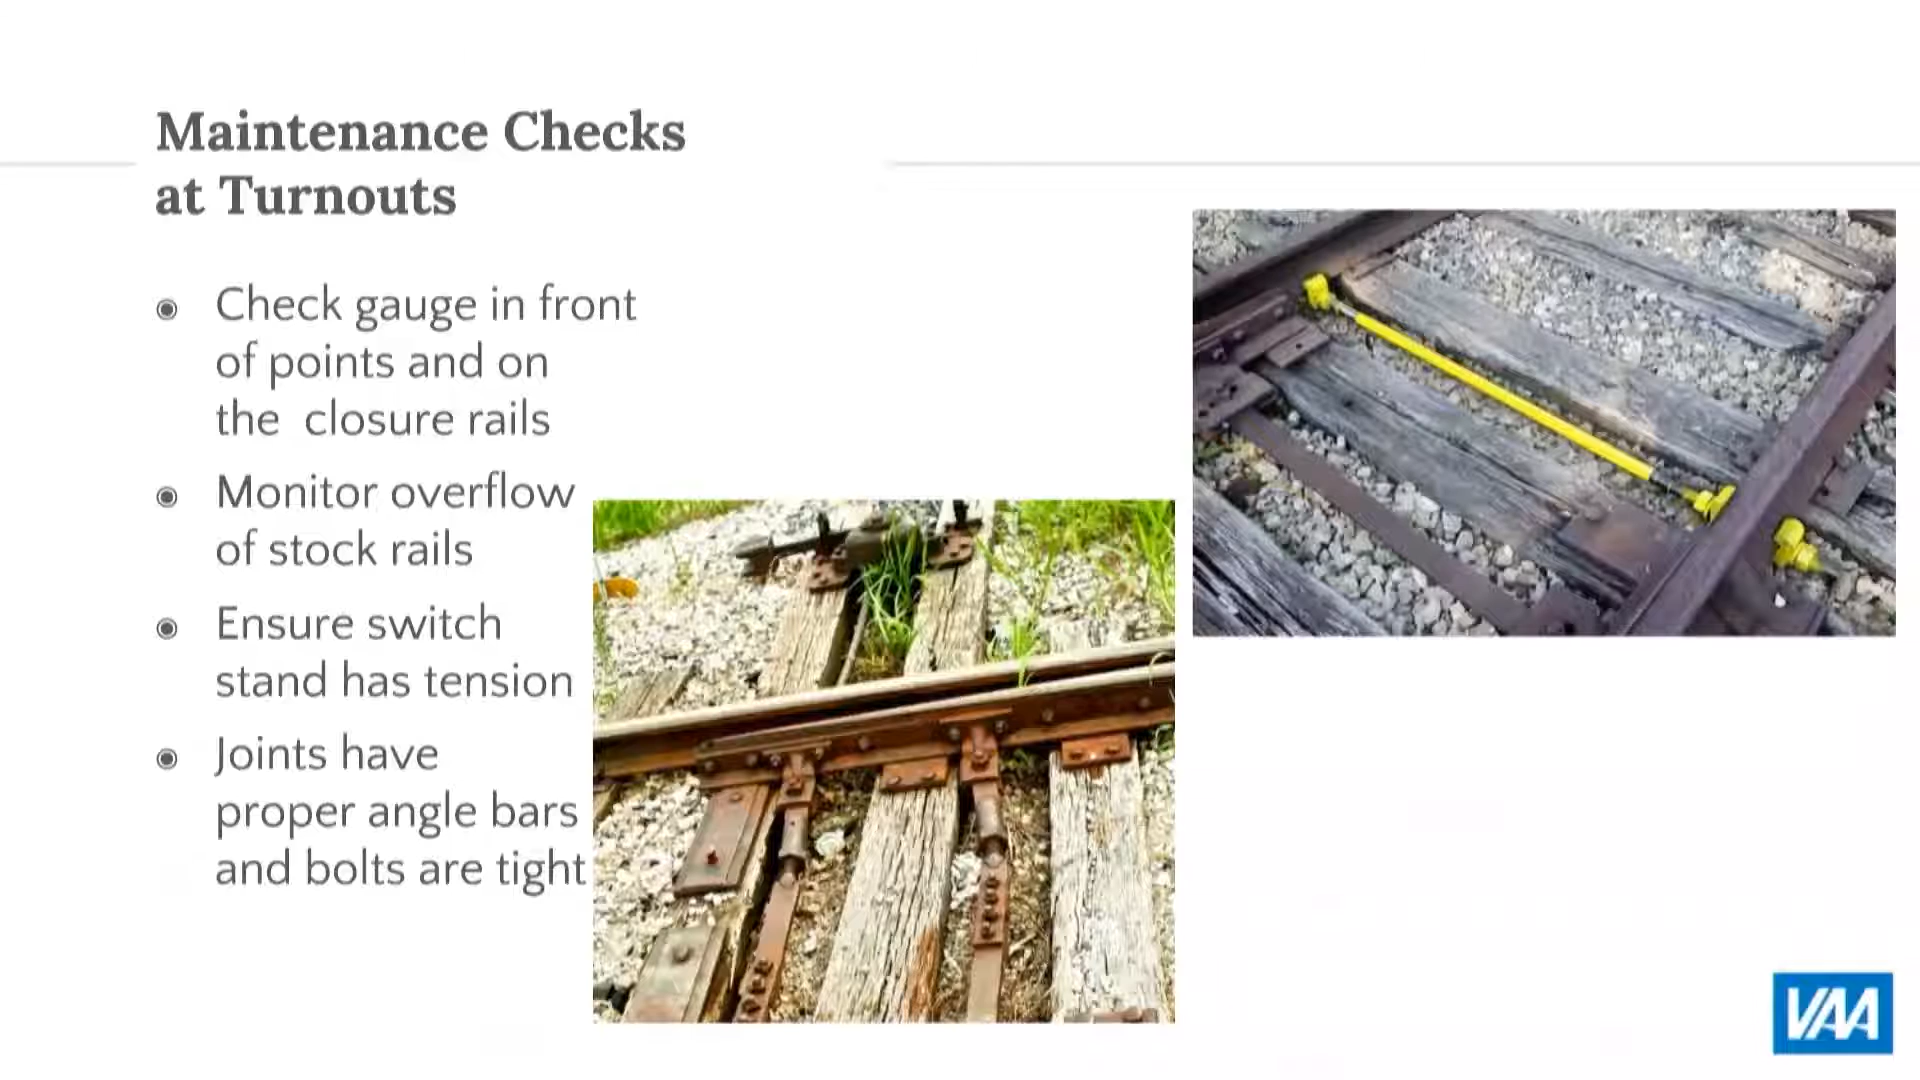 Maintenance Checks
at Turnouts
◉ Check gauge in front
of points and on
the closure rails
◉ Monitor overflow
of stock rails
◉ Ensure switch
stand has tension
◉ Joints have
proper angle bars
and bolts are tight
VAA